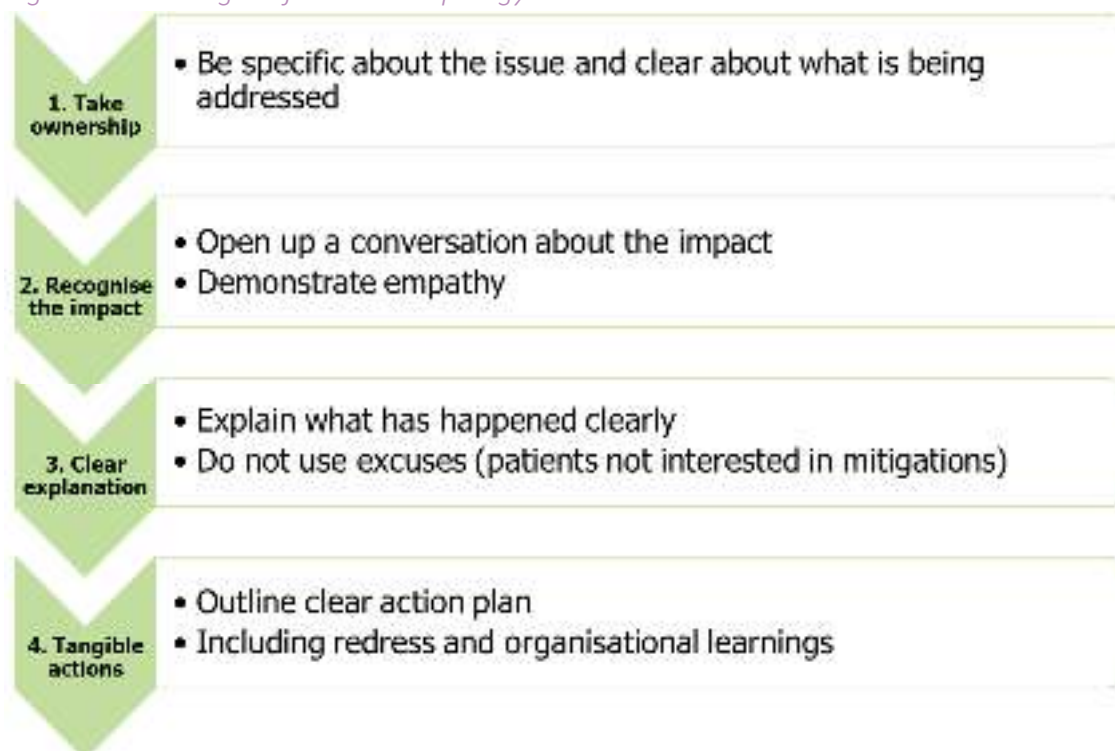 1. Take
ownership
• Be specific about the issue and clear about what is being
addressed
2. Recognise
the impact
• Open up a conversation about the impact
• Demonstrate empathy
3. Clear
explanation
• Explain what has happened clearly
• Do not use excuses (patients not interested in mitigations)
4. Tangible
actions
• Outline clear action plan
• Including redress and organisational learnings